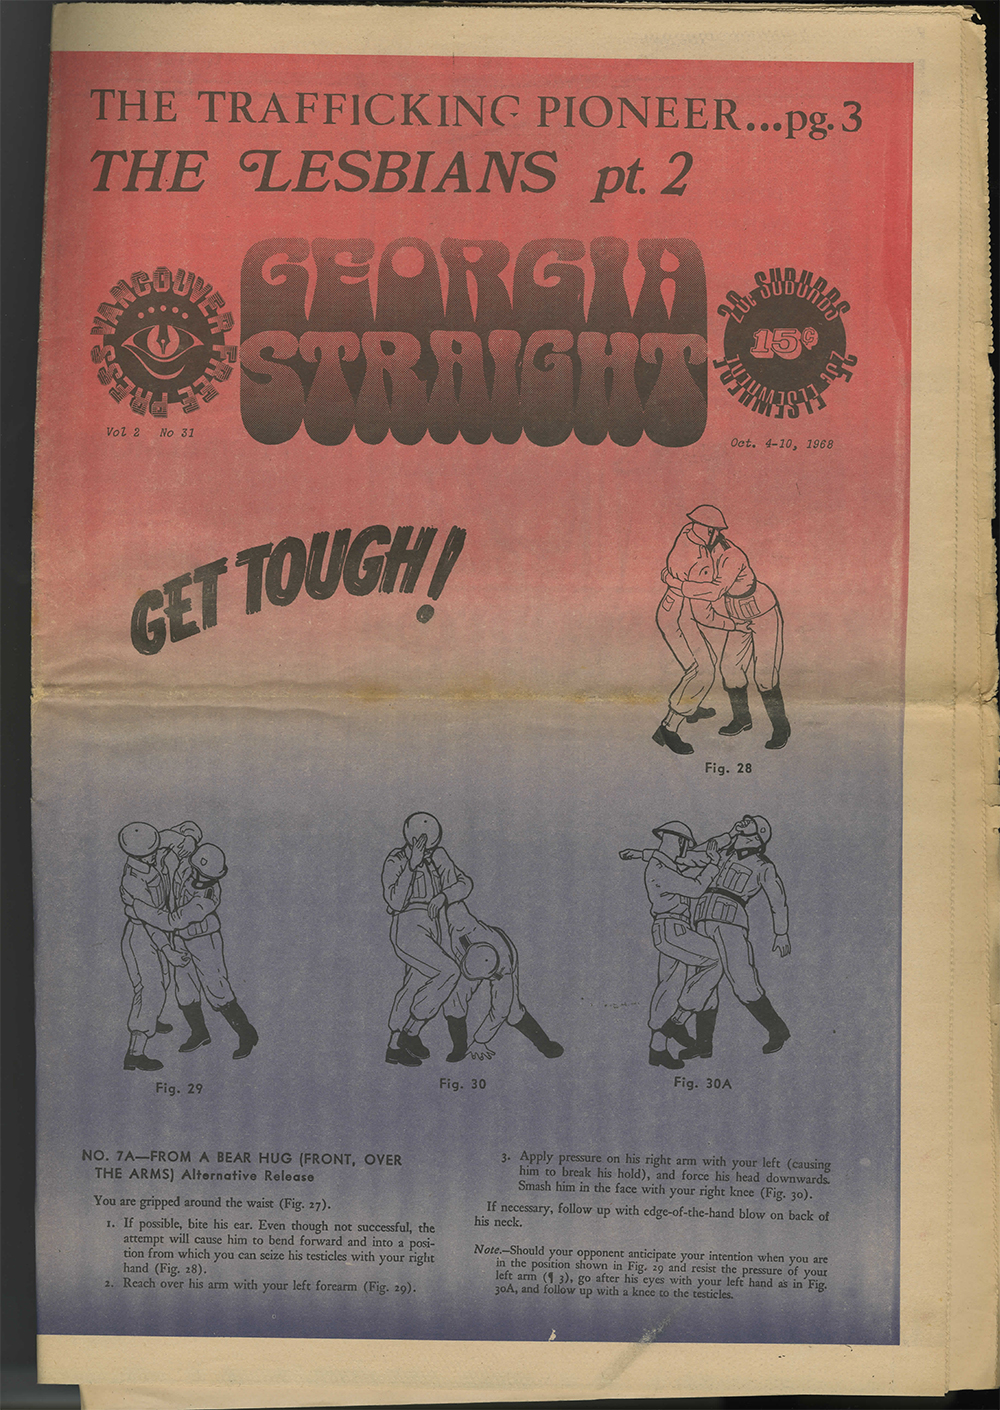 THE TRAFFICKING PIONEER...pg. 3
THE LESBIANS pt. 2
VANCOUVER FREE PRESS
GEORGIA
STRAIGHT
20¢ SUBURBS
15¢
25¢ ELSEWHERE
Vol 2 No 31
Oct. 4-10, 1968
GET TOUGH!
Fig. 28
Fig. 29
Fig. 30
Fig. 30A
NO. 7A—FROM A BEAR HUG (FRONT, OVER
THE ARMS) Alternative Release
You are gripped around the waist (Fig. 27).
1. If possible, bite his ear. Even though not successful, the
attempt will cause him to bend forward and into a posi-
tion from which you can seize his testicles with your right
hand (Fig. 28).
2. Reach over his arm with your left forearm (Fig. 29).
3. Apply pressure on his right arm with your left (causing
him to break his hold), and force his head downwards.
Smash him in the face with your right knee (Fig. 30).
If necessary, follow up with edge-of-the-hand blow on back of
his neck.
Note.—Should your opponent anticipate your intention when you are
in the position shown in Fig. 29 and resist the pressure of your
left arm (¶ 3), go after his eyes with your left hand as in Fig.
30A, and follow up with a knee to the testicles.